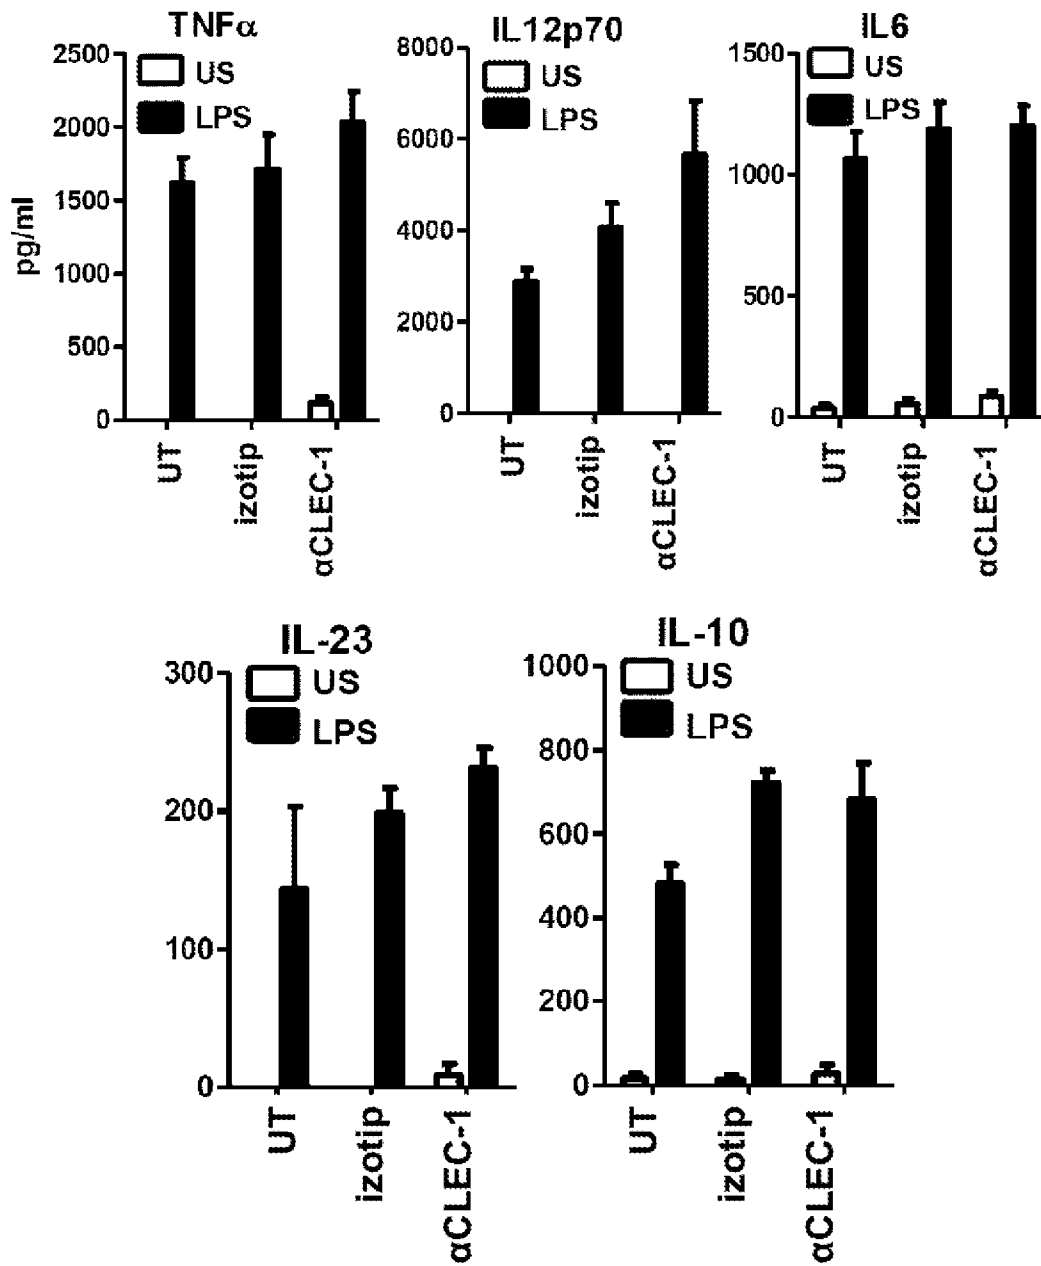 TNFα
2500
2000
1500
1000
500
0
pg/ml
US
LPS
UT
izotip
αCLEC-1
IL12p70
8000
6000
4000
2000
0
US
LPS
UT
izotip
αCLEC-1
IL6
1500
1000
500
0
US
LPS
UT
izotip
αCLEC-1
IL-23
300
200
100
0
US
LPS
UT
izotip
αCLEC-1
IL-10
1000
800
600
400
200
0
US
LPS
UT
izotip
αCLEC-1